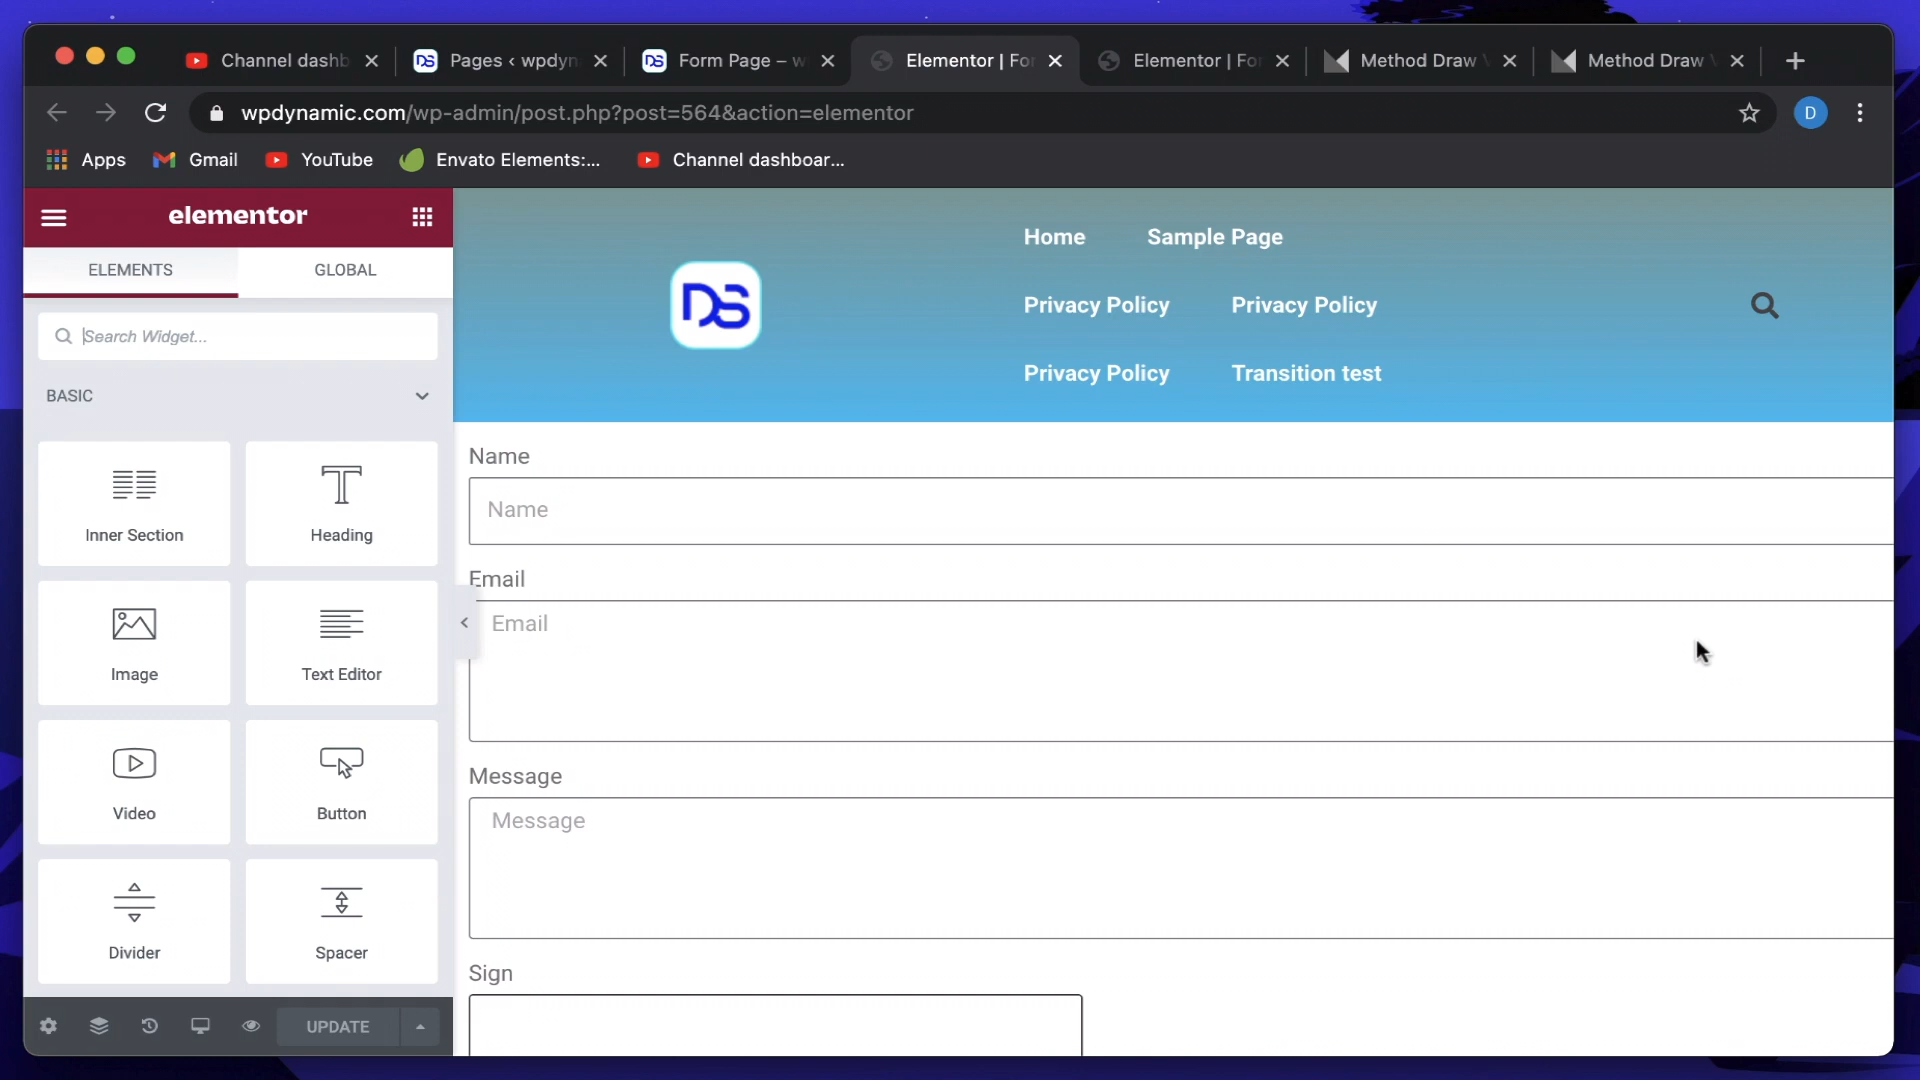 Channel dashb
Pages ‹ wpdyn
Form Page – w
Elementor | Fo
Elementor | Fo
Method Draw
Method Draw
wpdynamic.com/wp-admin/post.php?post=564&action=elementor
D
Apps
Gmail
YouTube
Envato Elements:...
Channel dashboar...
elementor
ELEMENTS
GLOBAL
Search Widget...
BASIC
Inner Section
Heading
Image
Text Editor
Video
Button
Divider
Spacer
UPDATE
DS
Home
Sample Page
Privacy Policy
Privacy Policy
Privacy Policy
Transition test
Name
Name
Email
Email
Message
Message
Sign